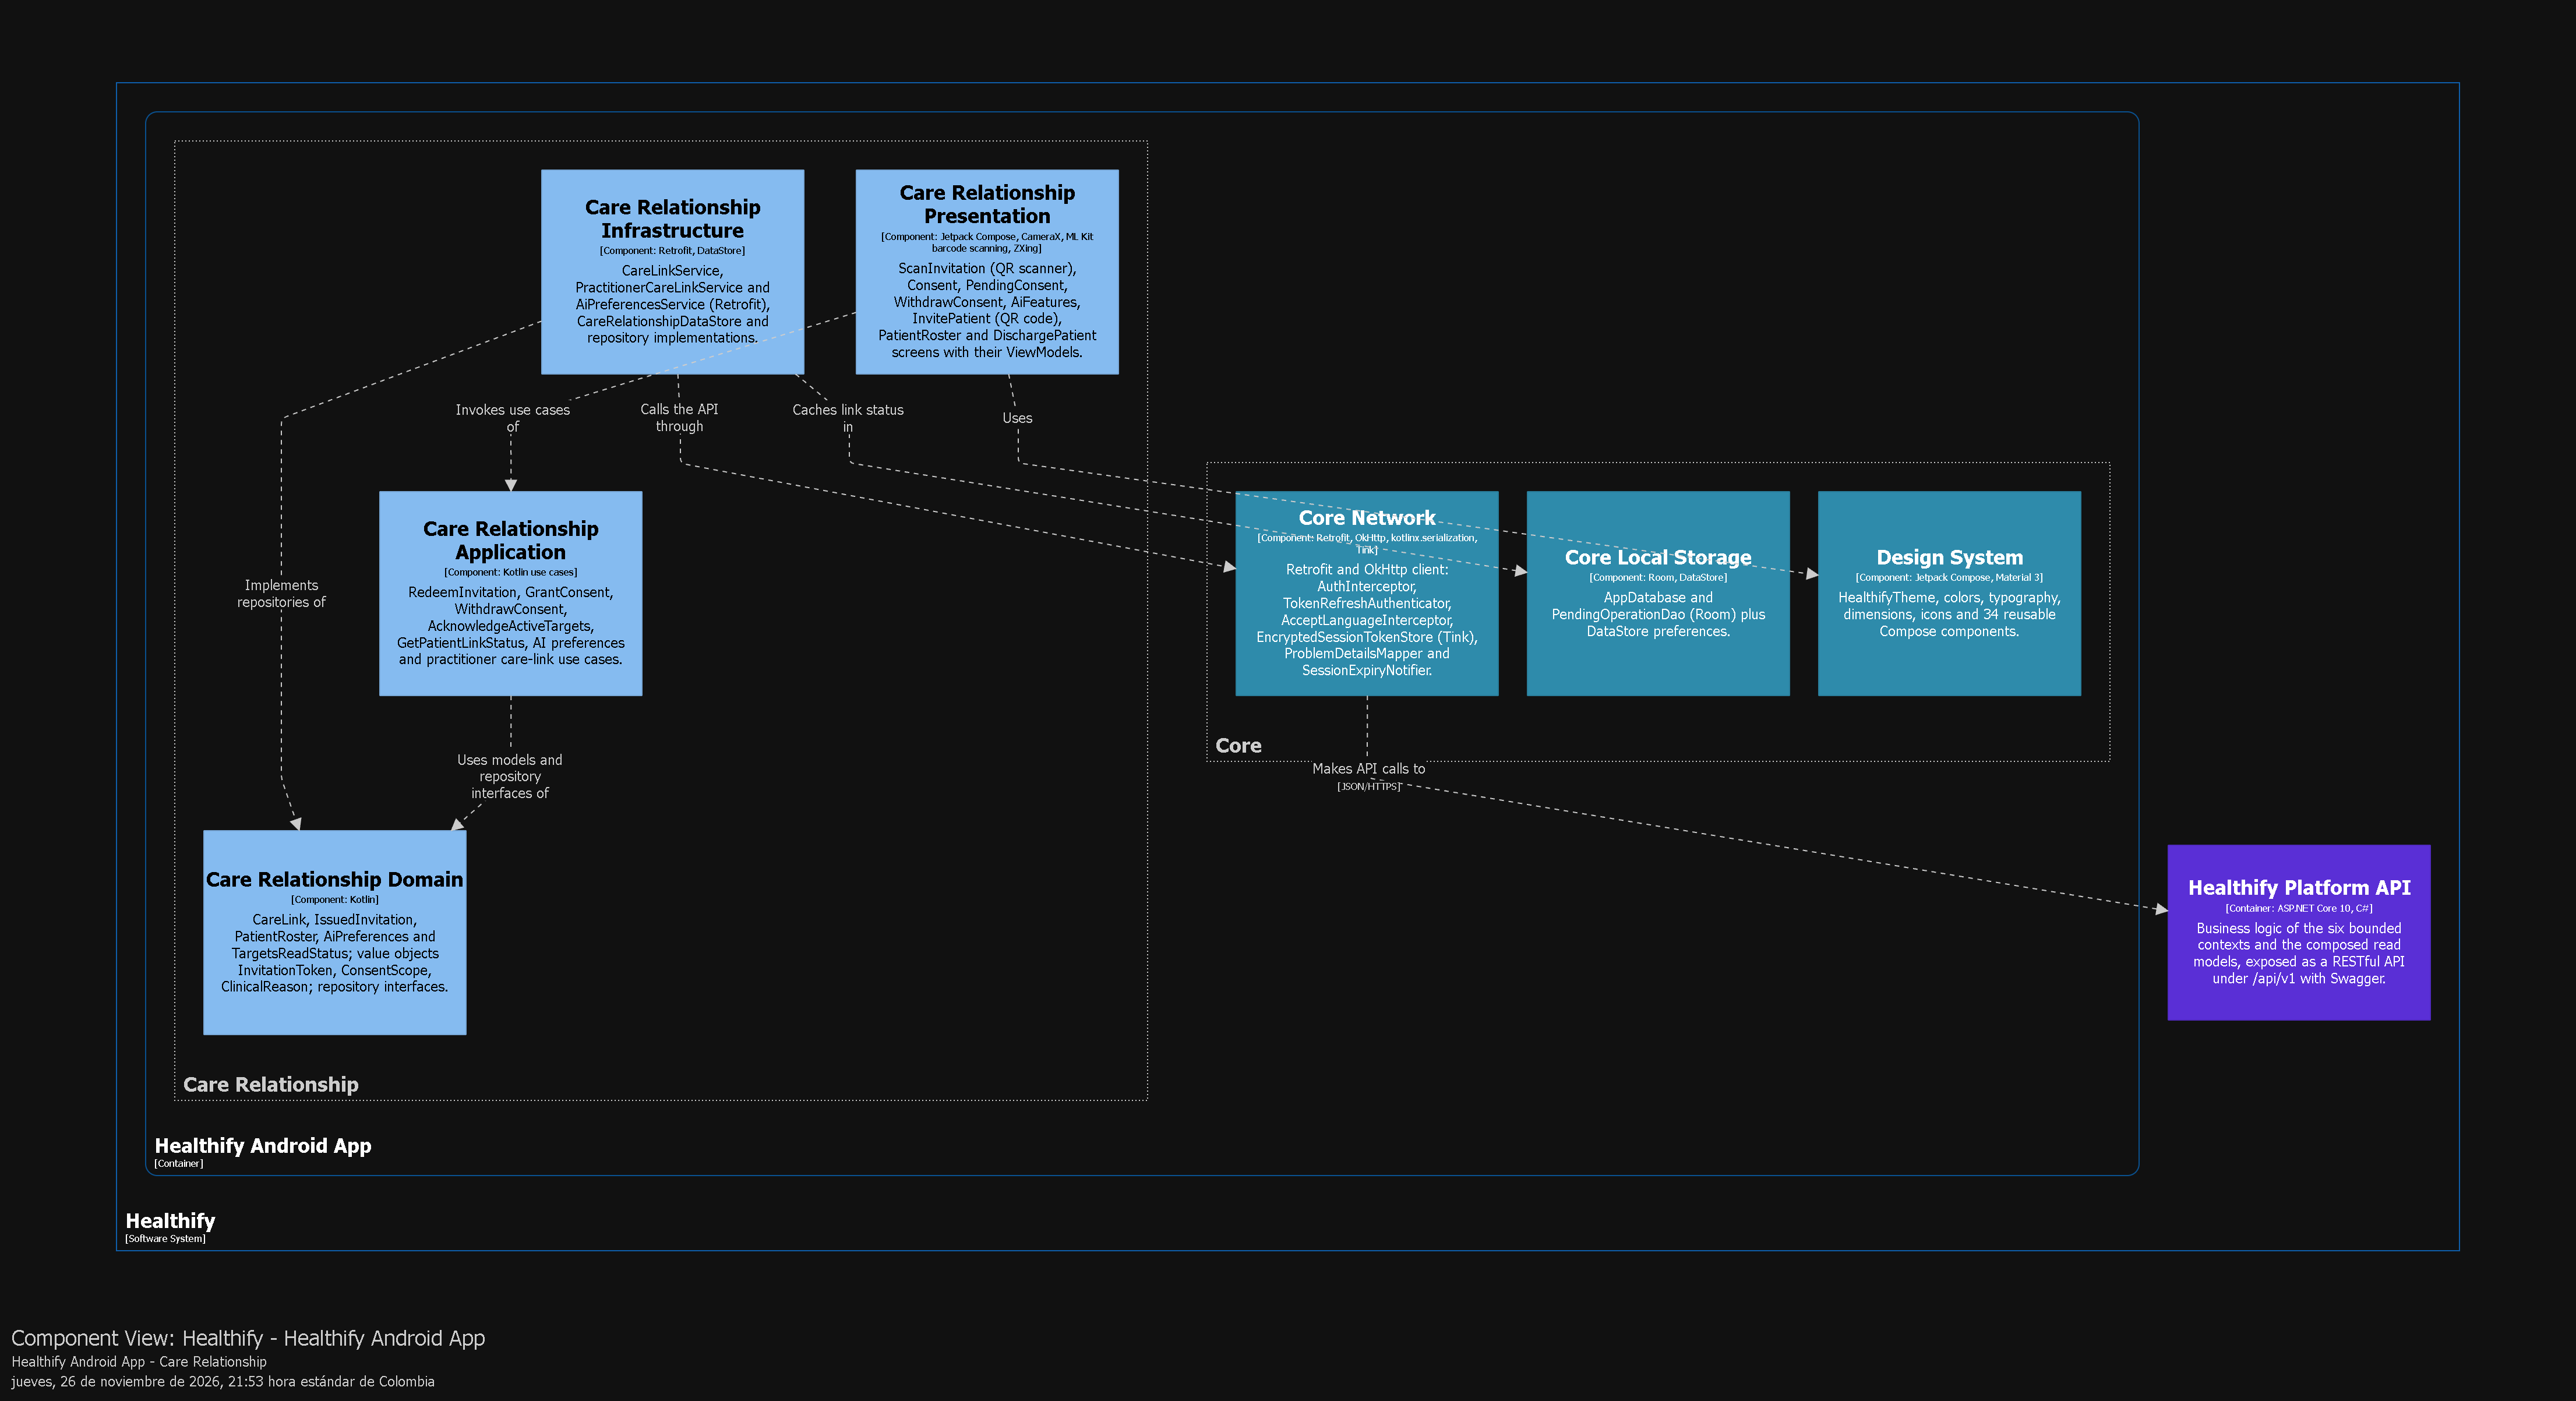 Care Relationship
Infrastructure
[Component: Retrofit, DataStore]
CareLinkService,
PractitionerCareLinkService and
AiPreferencesService (Retrofit),
CareRelationshipDataStore and
repository implementations.
Care Relationship
Presentation
[Component: Jetpack Compose, CameraX, ML Kit
barcode scanning, ZXing]
ScanInvitation (QR scanner),
Consent, PendingConsent,
WithdrawConsent, AiFeatures,
InvitePatient (QR code),
PatientRoster and DischargePatient
screens with their ViewModels.
Invokes use cases
of
Calls the API
through
Caches link status
in
Uses
Care Relationship
Application
[Component: Kotlin use cases]
RedeemInvitation, GrantConsent,
WithdrawConsent,
AcknowledgeActiveTargets,
GetPatientLinkStatus, AI preferences
and practitioner care-link use cases.
Core Network
[Component: Retrofit, OkHttp, kotlinx.serialization,
Tink]
Retrofit and OkHttp client:
AuthInterceptor,
TokenRefreshAuthenticator,
AcceptLanguageInterceptor,
EncryptedSessionTokenStore (Tink),
ProblemDetailsMapper and
SessionExpiryNotifier.
Core Local Storage
[Component: Room, DataStore]
AppDatabase and
PendingOperationDao (Room) plus
DataStore preferences.
Design System
[Component: Jetpack Compose, Material 3]
HealthifyTheme, colors, typography,
dimensions, icons and 34 reusable
Compose components.
Implements
repositories of
Core
Uses models and
repository
interfaces of
Makes API calls to
[JSON/HTTPS]
Care Relationship Domain
[Component: Kotlin]
CareLink, IssuedInvitation,
PatientRoster, AiPreferences and
TargetsReadStatus; value objects
InvitationToken, ConsentScope,
ClinicalReason; repository interfaces.
Healthify Platform API
[Container: ASP.NET Core 10, C#]
Business logic of the six bounded
contexts and the composed read
models, exposed as a RESTful API
under /api/v1 with Swagger.
Care Relationship
Healthify Android App
[Container]
Healthify
[Software System]
Component View: Healthify - Healthify Android App
Healthify Android App - Care Relationship
jueves, 26 de noviembre de 2026, 21:53 hora estándar de Colombia